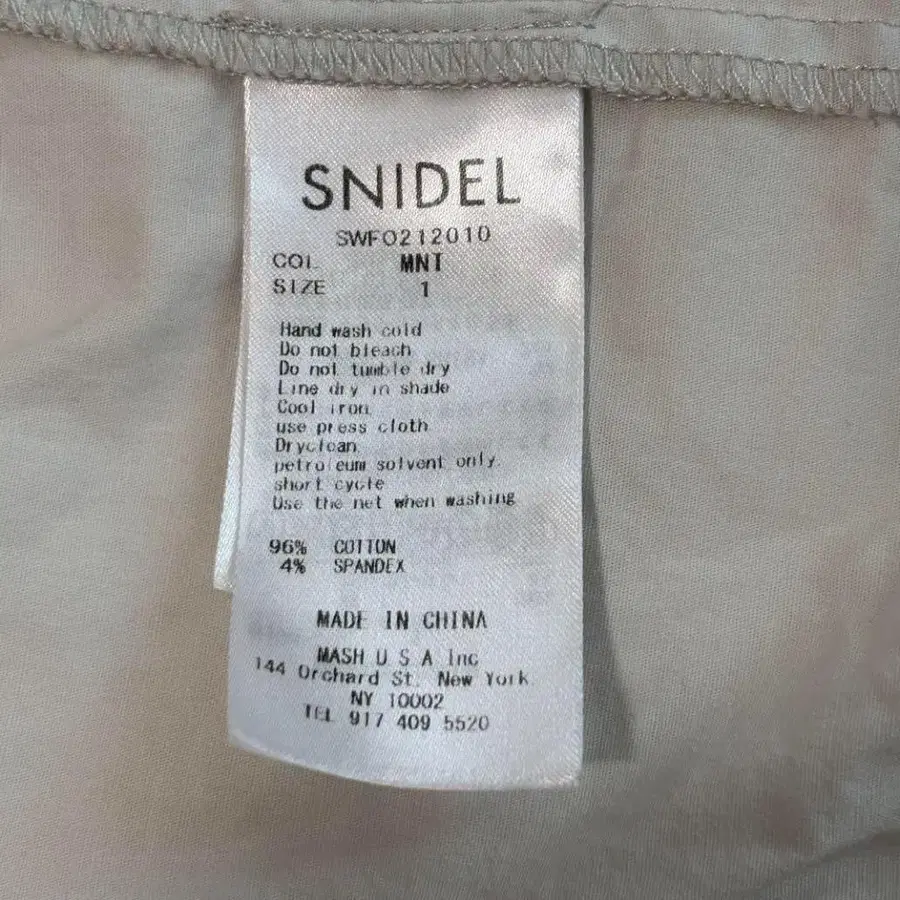 SNIDEL
SWFO212010
COL MNT
SIZE 1
Hand wash cold
Do not bleach
Do not tumble dry
Line dry in shade
Cool iron
use press cloth
Dryclean
petroleum solvent only
short cycle
Use the net when washing
96% COTTON
4% SPANDEX
MADE IN CHINA
MASH U S A Inc
144 Orchard St. New York.
NY 10002
TEL 917 409 5520